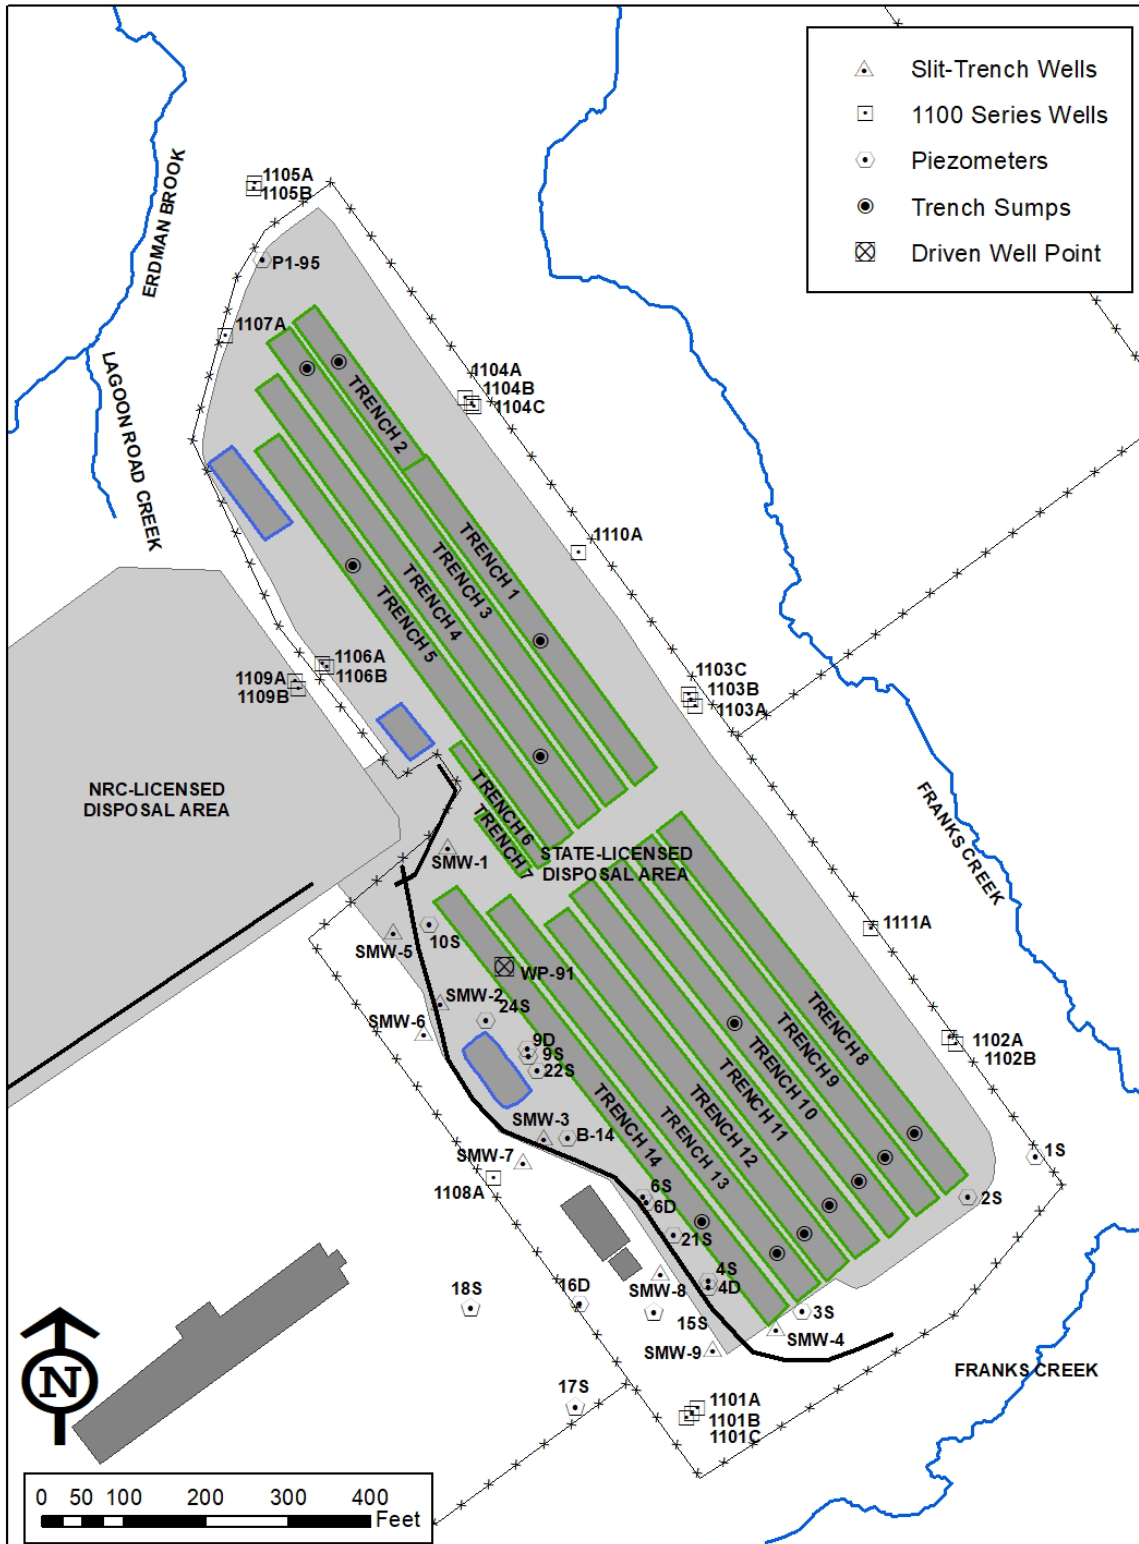 Slit-Trench Wells
1100 Series Wells
Piezometers
Trench Sumps
Driven Well Point
1105A
1105B
ERDMAN BROOK
P1-95
1107A
LAGOON ROAD CREEK
1104A
1104B
1104C
TRENCH 2
1110A
TRENCH 1
TRENCH 3
TRENCH 4
TRENCH 5
1106A
1106B
1109A
1109B
1103C
1103B
1103A
NRC-LICENSED
DISPOSAL AREA
TRENCH 6
TRENCH 7
FRANKS CREEK
SMW-1
STATE-LICENSED
DISPOSAL AREA
1111A
SMW-5
10S
WP-91
SMW-2
24S
SMW-6
9D
9S
22S
1102A
1102B
TRENCH 8
TRENCH 9
TRENCH 10
TRENCH 11
TRENCH 12
TRENCH 13
TRENCH 14
SMW-3
B-14
SMW-7
1108A
1S
2S
6S
6D
21S
4S
4D
SMW-8
18S
16D
15S
3S
SMW-4
SMW-9
FRANKS CREEK
17S
1101A
1101B
1101C
N
0 50 100 200 300 400
Feet